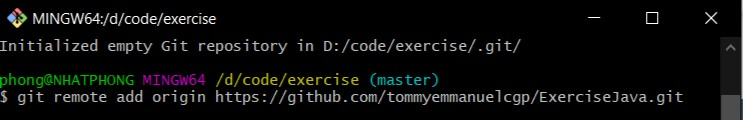 MINGW64:/d/code/exercise
Initialized empty Git repository in D:/code/exercise/.git/
phong@NHATPHONG MINGW64 /d/code/exercise (master)
$ git remote add origin https://github.com/tommyemmanuelcgp/ExerciseJava.git